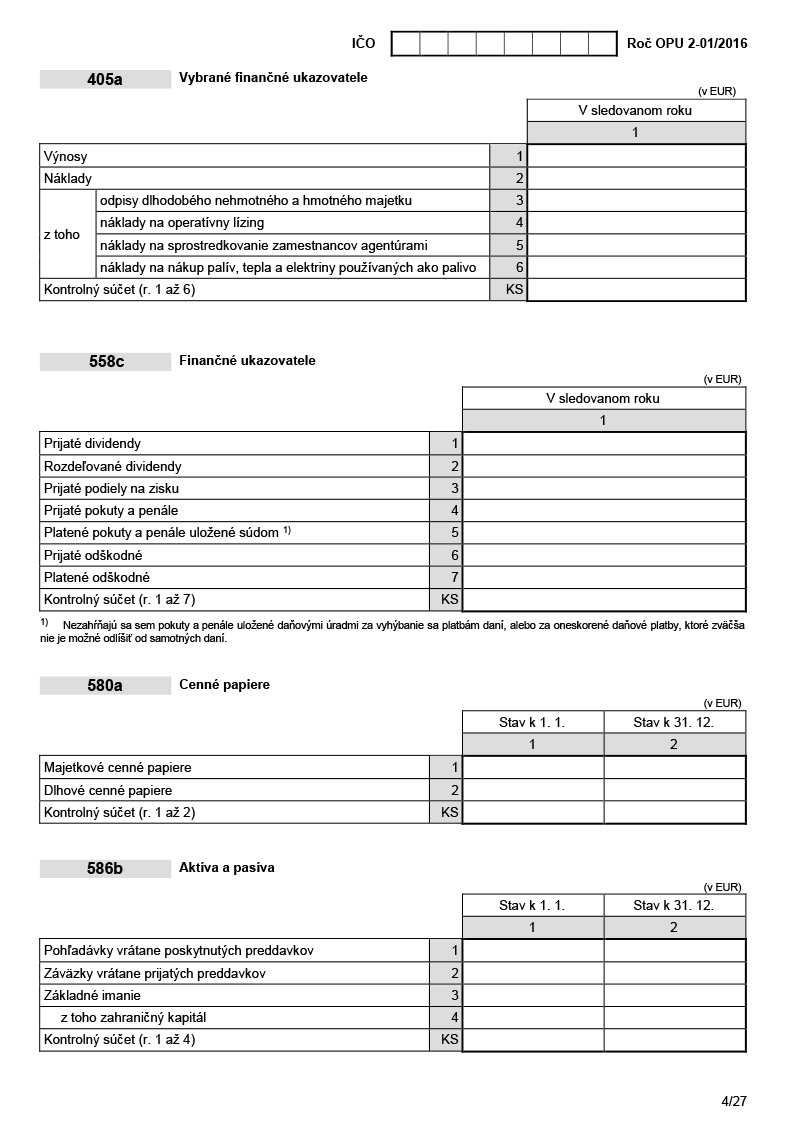 IČO Roč OPU 2-01/2016
405a Vybrané finančné ukazovatele
(v EUR)
V sledovanom roku
1
Výnosy 1
Náklady 2
z toho
odpisy dlhodobého nehmotného a hmotného majetku 3
náklady na operatívny lízing 4
náklady na sprostredkovanie zamestnancov agentúrami 5
náklady na nákup palív, tepla a elektriny používaných ako palivo 6
Kontrolný súčet (r. 1 až 6) KS
558c Finančné ukazovatele
(v EUR)
V sledovanom roku
1
Prijaté dividendy 1
Rozdeľované dividendy 2
Prijaté podiely na zisku 3
Prijaté pokuty a penále 4
Platené pokuty a penále uložené súdom 1) 5
Prijaté odškodné 6
Platené odškodné 7
Kontrolný súčet (r. 1 až 7) KS
1) Nezahŕňajú sa sem pokuty a penále uložené daňovými úradmi za vyhýbanie sa platbám daní, alebo za oneskorené daňové platby, ktoré zväčša
nie je možné odlíšiť od samotných daní.
580a Cenné papiere
(v EUR)
Stav k 1. 1. Stav k 31. 12.
1 2
Majetkové cenné papiere 1
Dlhové cenné papiere 2
Kontrolný súčet (r. 1 až 2) KS
586b Aktíva a pasíva
(v EUR)
Stav k 1. 1. Stav k 31. 12.
1 2
Pohľadávky vrátane poskytnutých preddavkov 1
Záväzky vrátane prijatých preddavkov 2
Základné imanie 3
z toho zahraničný kapitál 4
Kontrolný súčet (r. 1 až 4) KS
4/27